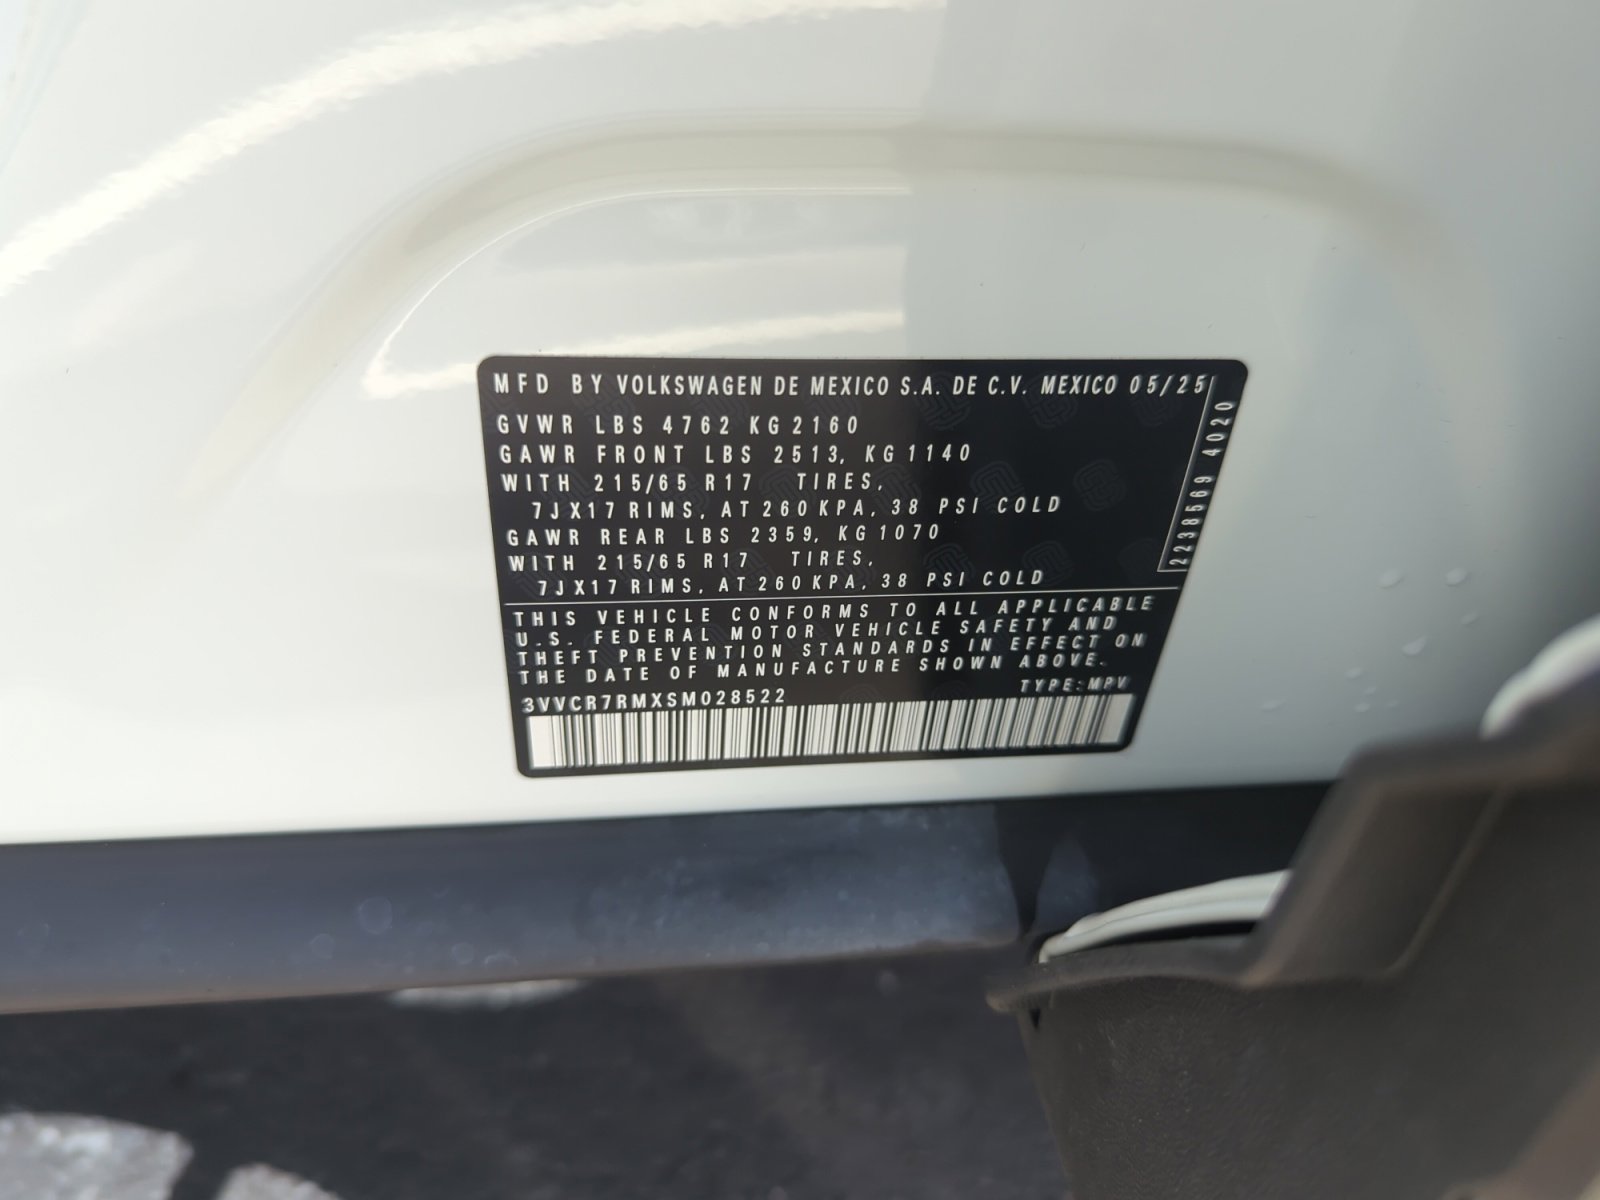 MFD BY VOLKSWAGEN DE MEXICO S.A. DE C.V. MEXICO 05/25
GVWR LBS 4762 KG 2160
GAWR FRONT LBS 2513, KG 1140
WITH 215/65 R17 TIRES,
7JX17 RIMS, AT 260 KPA, 38 PSI COLD
GAWR REAR LBS 2359, KG 1070
WITH 215/65 R17 TIRES,
7JX17 RIMS, AT 260 KPA, 38 PSI COLD
2238569 4020
THIS VEHICLE CONFORMS TO ALL APPLICABLE
U.S. FEDERAL MOTOR VEHICLE SAFETY AND
THEFT PREVENTION STANDARDS IN EFFECT ON
THE DATE OF MANUFACTURE SHOWN ABOVE.
3VVCR7RMXSM028522 TYPE:MPV